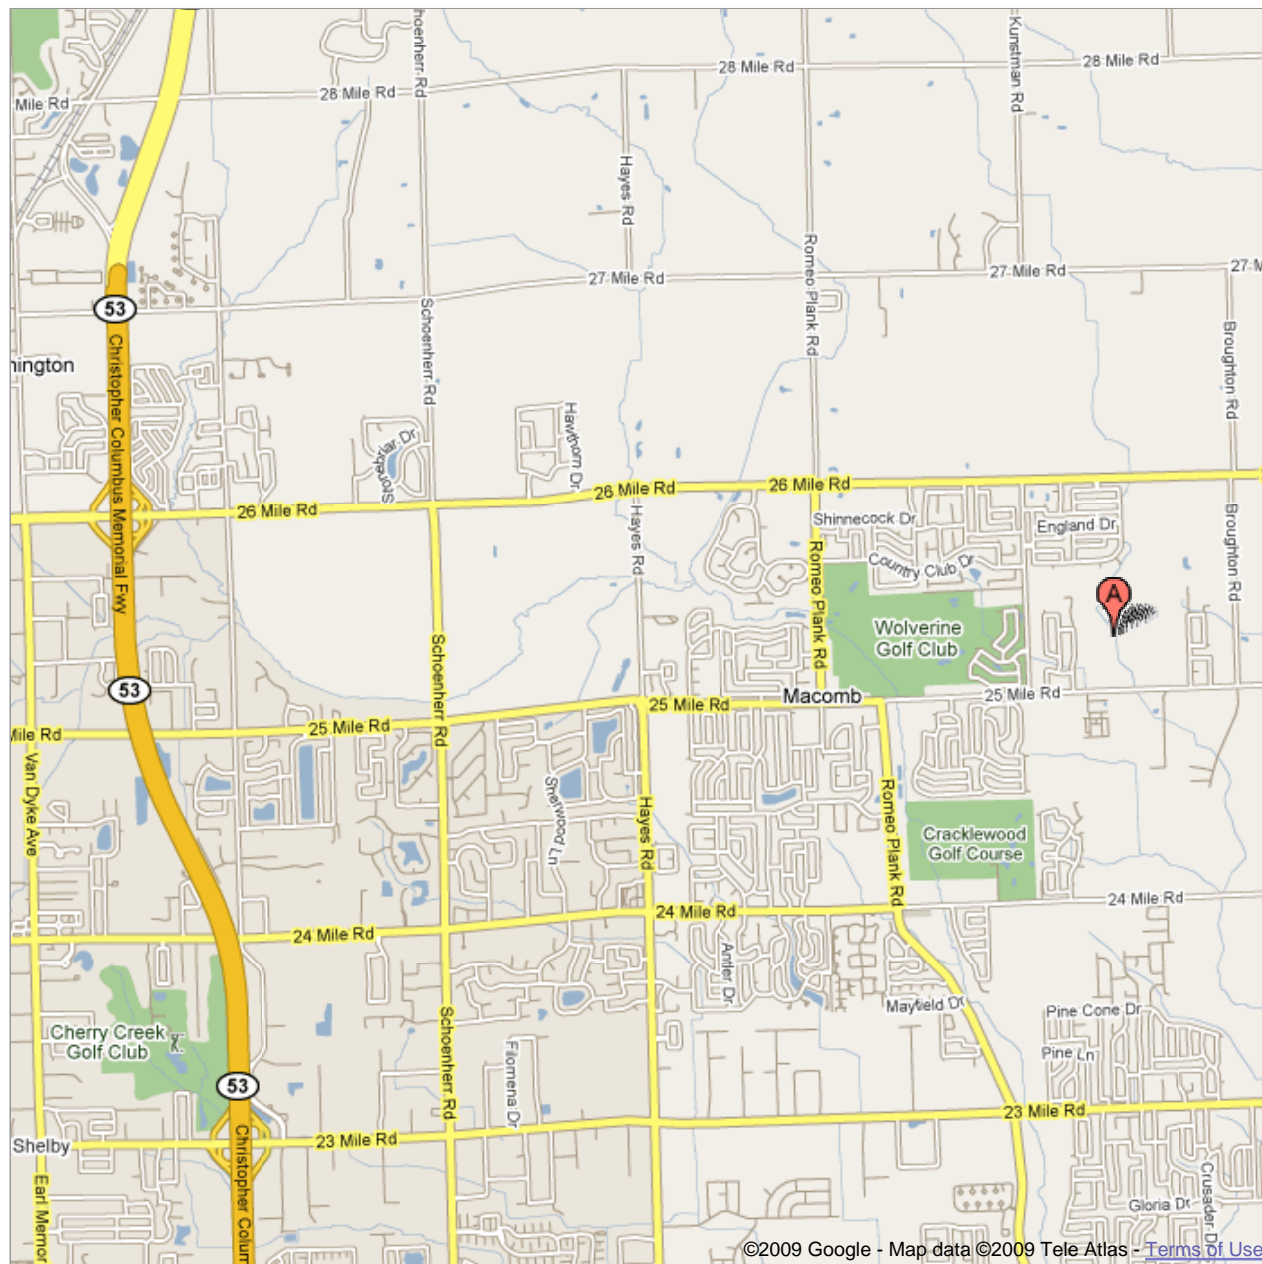 hoenherr Rd
Kunstman Rd
28 Mile Rd
28 Mile Rd
28 Mile Rd
Mile Rd
Hayes Rd
Romeo Plank Rd
27 Mile Rd
27 Mile Rd
27 M
53
Schoenherr Rd
Broughton Rd
nington
Christopher Columbus Memorial Fwy
Hawthorn Dr
26 Mile Rd
26 Mile Rd
26 Mile Rd
Hayes Rd
Shinnecock Dr
England Dr
Broughton Rd
Country Club Dr
Romeo Plank Rd
A
Wolverine
Golf Club
Schoenherr Rd
53
Macomb
25 Mile Rd
25 Mile Rd
25 Mile Rd
Mile Rd
Van Dyke Ave
Sherwood Ln
Hayes Rd
Romeo Plank Rd
Cracklewood
Golf Course
24 Mile Rd
24 Mile Rd
24 Mile Rd
Antler Dr
Mayfield Dr
Pine Cone Dr
Cherry Creek
Golf Club
Inc.
Schoenherr Rd
Filomena Dr
Pine Ln
53
23 Mile Rd
23 Mile Rd
Shelby
Christopher Colum
Earl Memor
Gloria Dr
Crusader D
©2009 Google - Map data ©2009 Tele Atlas - Terms of Use